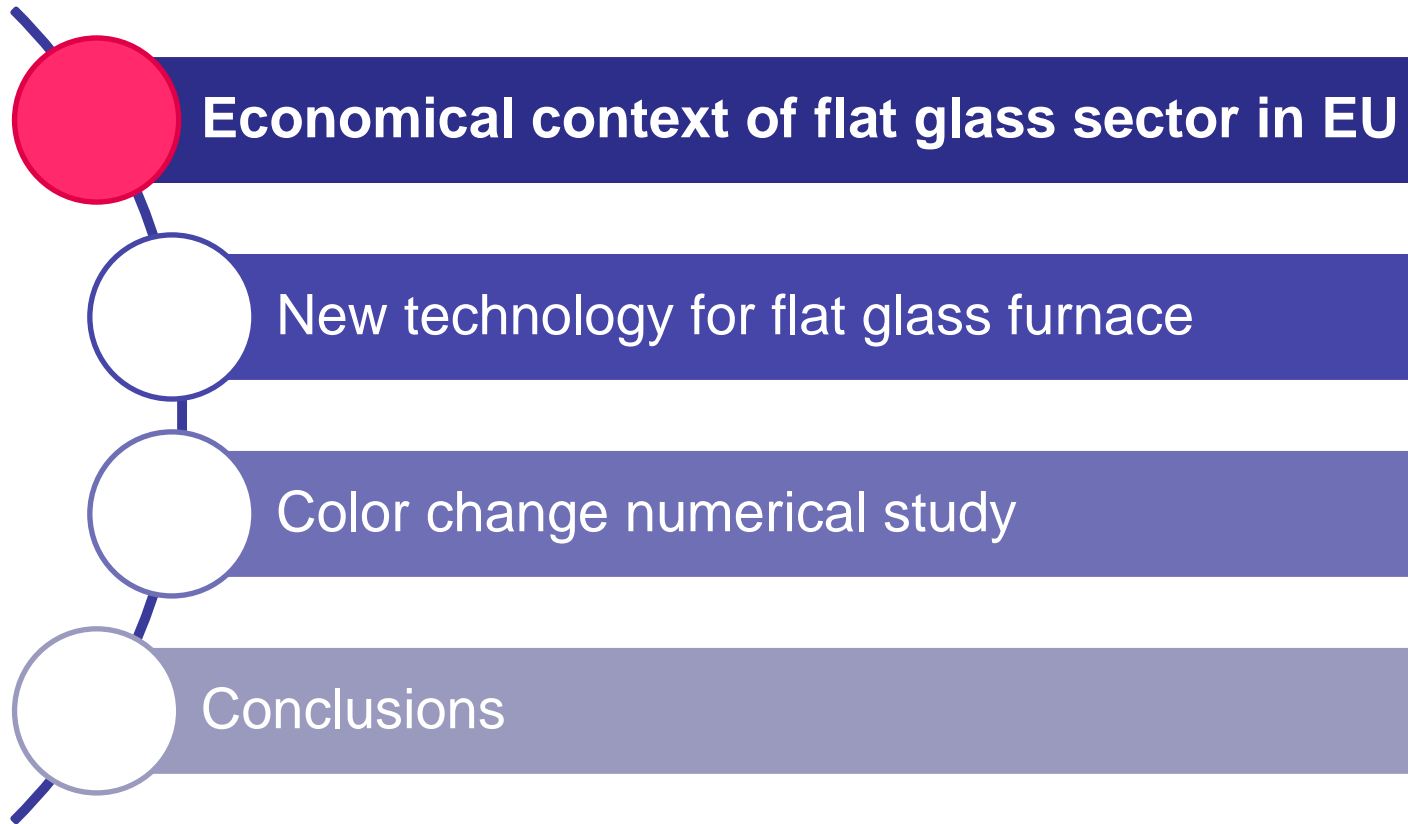 Economical context of flat glass sector in EU
New technology for flat glass furnace
Color change numerical study
Conclusions